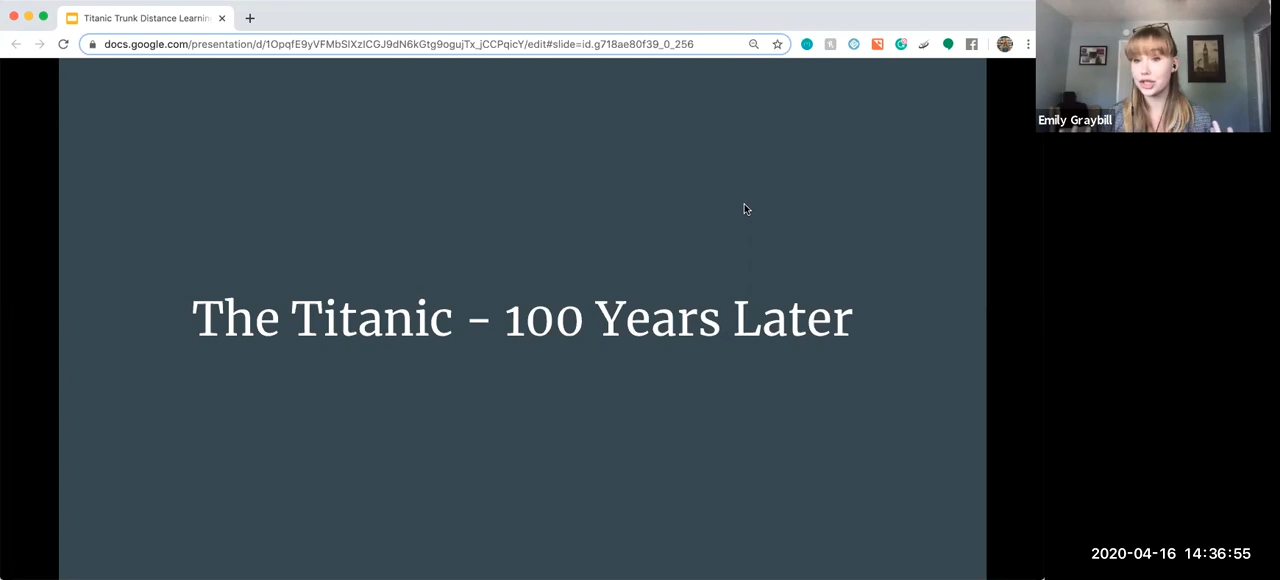 Titanic Trunk Distance Learnin
docs.google.com/presentation/d/1OpqfE9yVFMbSlXzlCGJ9dN6kGtg9ogujTx_jCCPqicY/edit#slide=id.g718ae80f39_0_256
Emily Graybill
The Titanic - 100 Years Later
2020-04-16 14:36:55